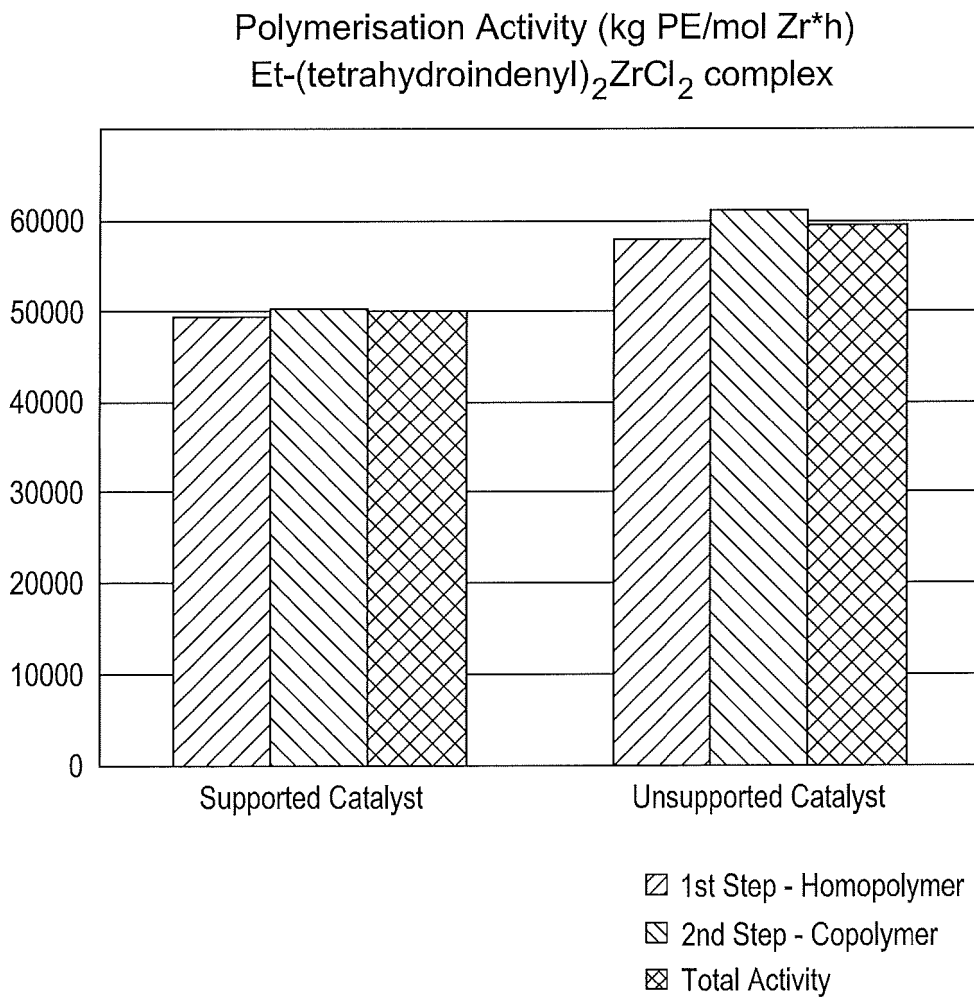 Polymerisation Activity (kg PE/mol Zr*h)
Et-(tetrahydroindenyl)₂ZrCl₂ complex
60000
50000
40000
30000
20000
10000
0
Supported Catalyst
Unsupported Catalyst
1st Step - Homopolymer
2nd Step - Copolymer
Total Activity